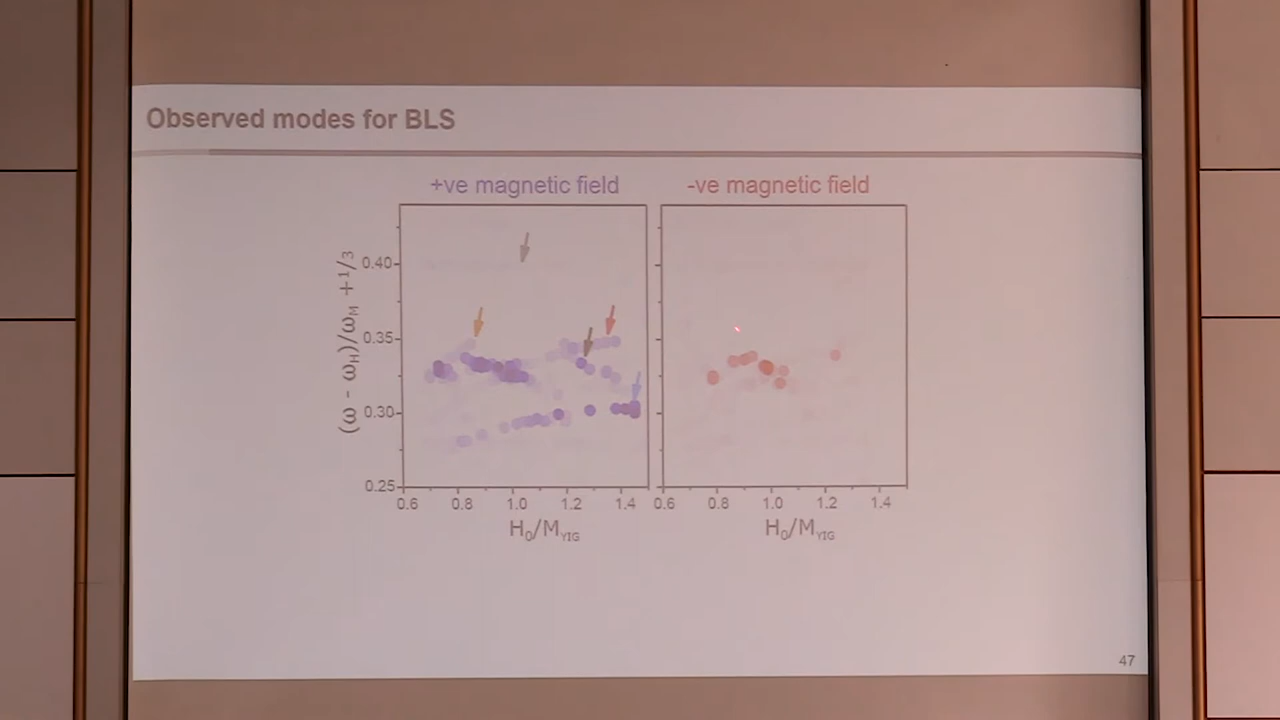 Observed modes for BLS
+ve magnetic field
-ve magnetic field
(ω - ω_H)/ω_M + 1/3
0.40
0.35
0.30
0.25
0.6 0.8 1.0 1.2 1.4
0.6 0.8 1.0 1.2 1.4
H₀/M_YIG
H₀/M_YIG
47